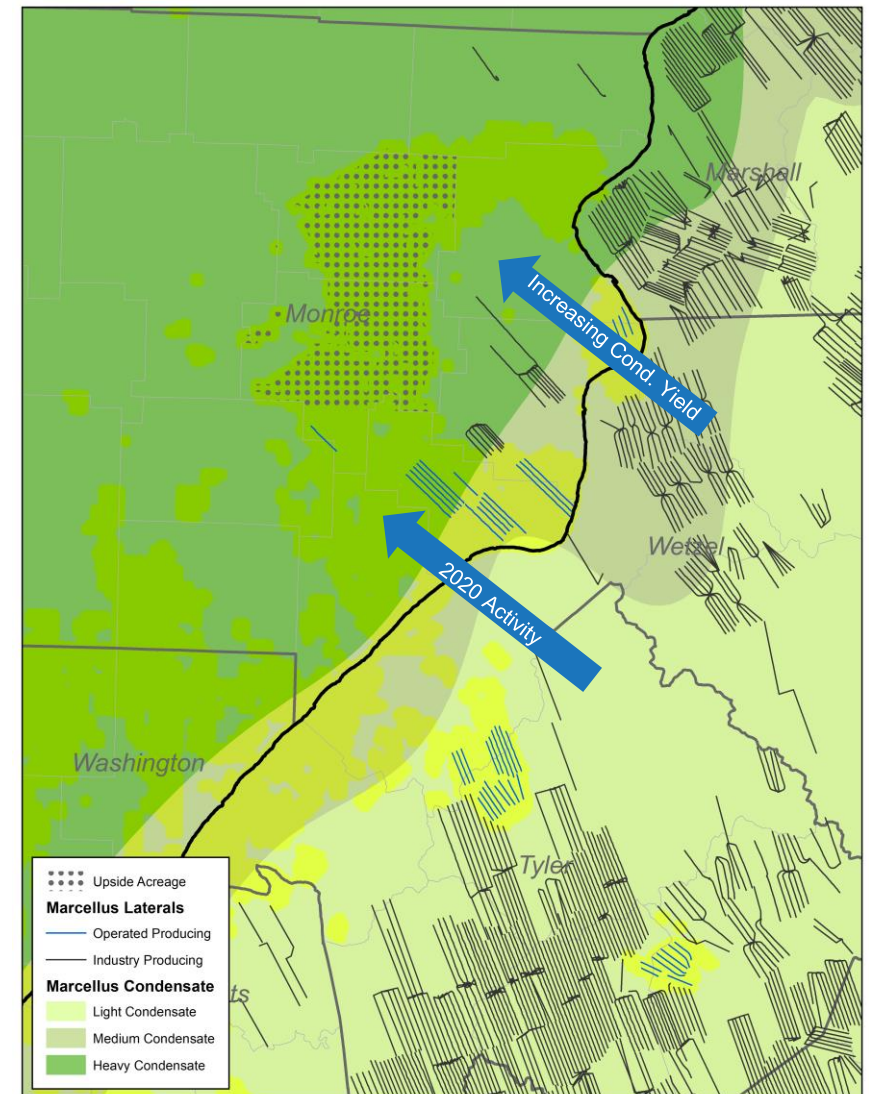 Marshall
Increasing Cond. Yield
Monroe
Wetzel
2020 Activity
Washington
Tyler
ts
Upside Acreage
Marcellus Laterals
Operated Producing
Industry Producing
Marcellus Condensate
Light Condensate
Medium Condensate
Heavy Condensate